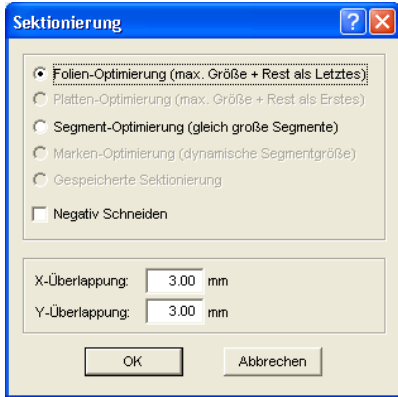 Sektionierung
Folien-Optimierung (max. Größe + Rest als Letztes)
Platten-Optimierung (max. Größe + Rest als Erstes)
Segment-Optimierung (gleich große Segmente)
Marken-Optimierung (dynamische Segmentgröße)
Gespeicherte Sektionierung
Negativ Schneiden
X-Überlappung: 3.00 mm
Y-Überlappung: 3.00 mm
OK Abbrechen